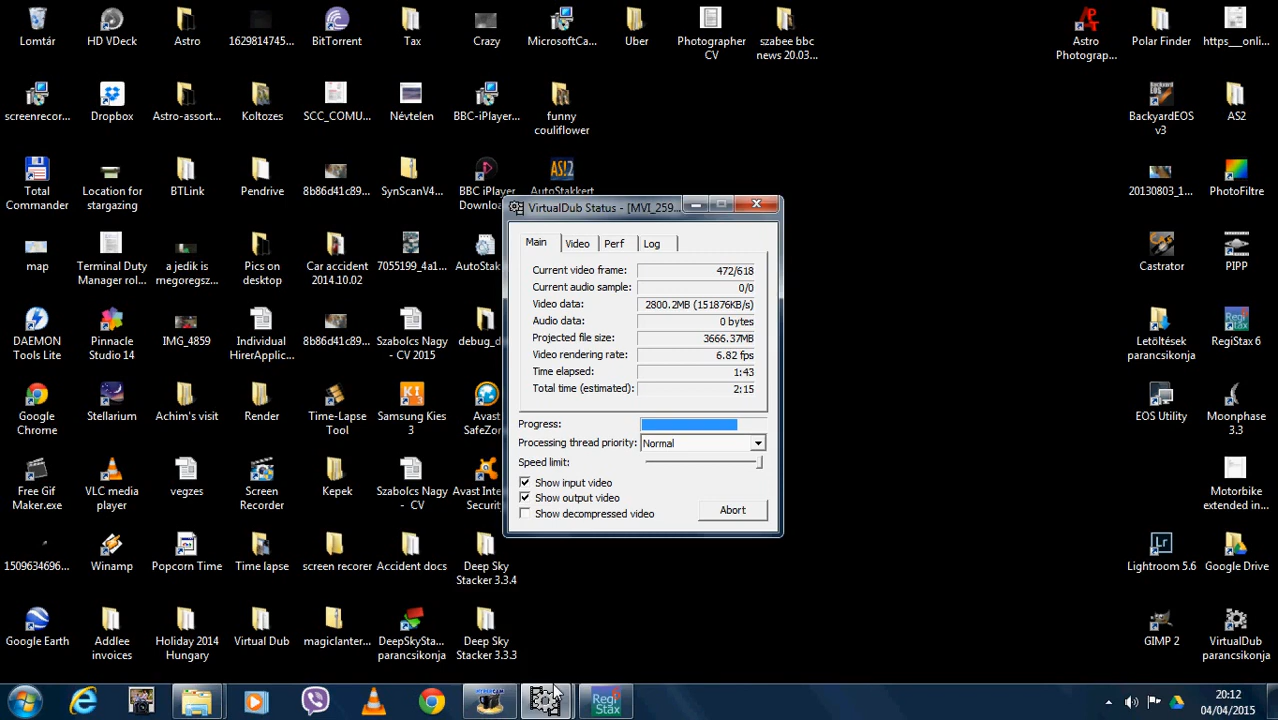 Lomtár
HD VDeck
Astro
1629814745...
BitTorrent
Tax
Crazy
MicrosoftCa...
Uber
Photographer
CV
szabee bbc
news 20.03...
Astro
Photograp...
Polar Finder
https___onli...
screenrecor...
Dropbox
Astro-assort...
Koltozes
SCC_COMU...
Névtelen
BBC-iPlayer...
funny
couliflower
BackyardEOS
v3
AS2
Total
Commander
Location for
stargazing
BTLink
Pendrive
8b86d41c89...
SynScanV4...
BBC iPlayer
Downlo...
AutoStakkert
20130803_1...
PhotoFiltre
map
Terminal Duty
Manager rol...
a jedik is
megoregsz...
Pics on
desktop
Car accident
2014.10.02
7055199_4a1...
AutoStak...
Castrator
PIPP
DAEMON
Tools Lite
Pinnacle
Studio 14
IMG_4859
Individual
HirerApplic...
8b86d41c89...
Szabolcs Nagy
- CV 2015
debug_d...
Letöltések
parancsikonja
RegiStax 6
Google
Chrome
Stellarium
Achim's visit
Render
Time-Lapse
Tool
Samsung Kies
3
Avast
SafeZo...
EOS Utility
Moonphase
3.3
Free Gif
Maker.exe
VLC media
player
vegzes
Screen
Recorder
Kepek
Szabolcs Nagy
- CV
Avast Inte...
Securit...
Motorbike
extended in...
1509634696...
Winamp
Popcorn Time
Time lapse
screen recorer
Accident docs
Deep Sky
Stacker 3.3.4
Lightroom 5.6
Google Drive
Google Earth
Addlee
invoices
Holiday 2014
Hungary
Virtual Dub
magiclanter...
DeepSkySta...
parancsikonja
Deep Sky
Stacker 3.3.3
GIMP 2
VirtualDub
parancsikonja
VirtualDub Status - [MVI_259...
Main
Video
Perf
Log
Current video frame: 472/618
Current audio sample: 0/0
Video data: 2800.2MB (151876KB/s)
Audio data: 0 bytes
Projected file size: 3666.37MB
Video rendering rate: 6.82 fps
Time elapsed: 1:43
Total time (estimated): 2:15
Progress:
Processing thread priority: Normal
Speed limit:
Show input video
Show output video
Show decompressed video
Abort
HYPERCAM
Regi
Stax
20:12
04/04/2015